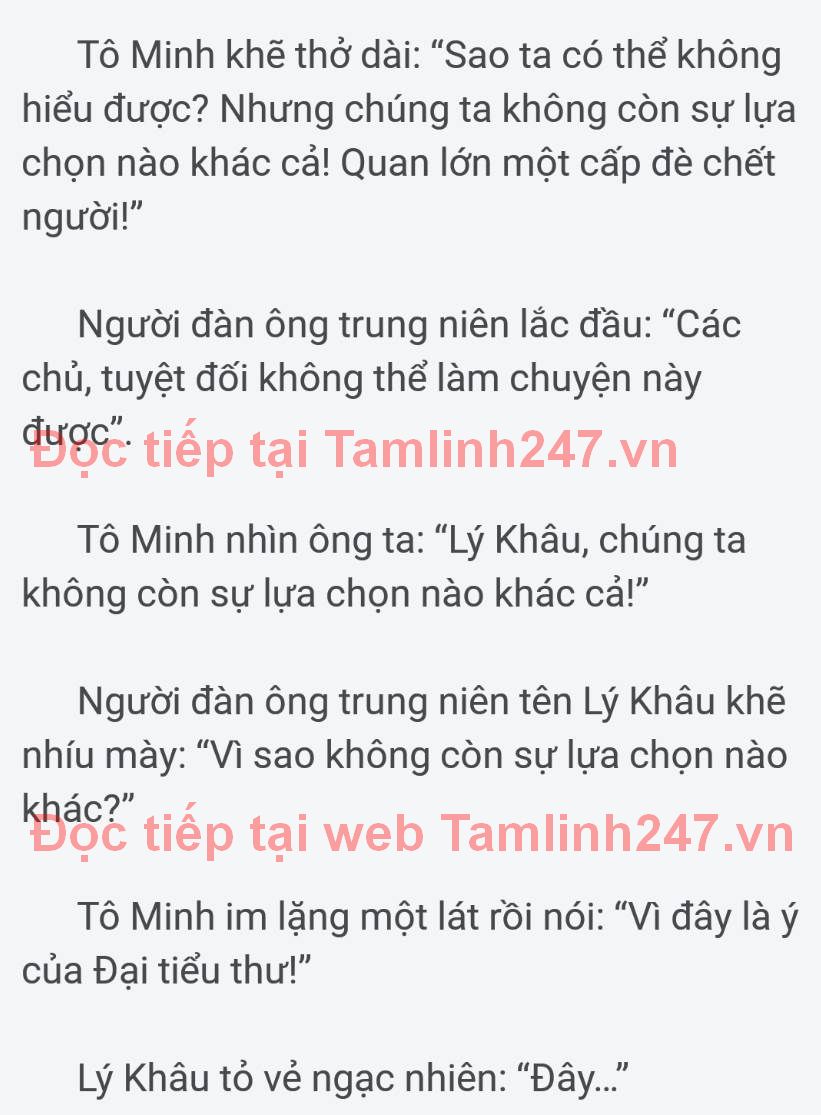 Tô Minh khẽ thở dài: “Sao ta có thể không
hiểu được? Nhưng chúng ta không còn sự lựa
chọn nào khác cả! Quan lớn một cấp đè chết
người!”
Người đàn ông trung niên lắc đầu: “Các
chủ, tuyệt đối không thể làm chuyện này
được”.
Đọc tiếp tại Tamlinh247.vn
Tô Minh nhìn ông ta: “Lý Khâu, chúng ta
không còn sự lựa chọn nào khác cả!”
Người đàn ông trung niên tên Lý Khâu khẽ
nhíu mày: “Vì sao không còn sự lựa chọn nào
khác?”
Đọc tiếp tại web Tamlinh247.vn
Tô Minh im lặng một lát rồi nói: “Vì đây là ý
của Đại tiểu thư!”
Lý Khâu tỏ vẻ ngạc nhiên: “Đây...”